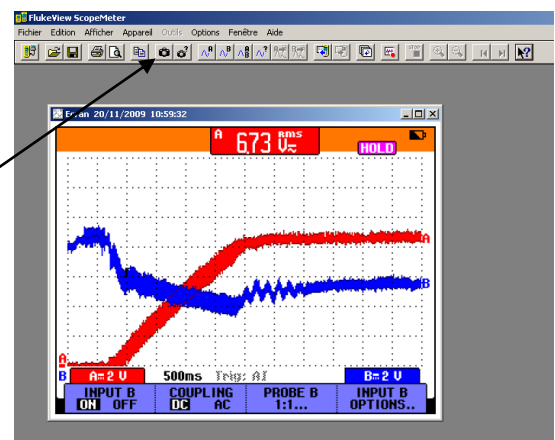 FlukeView ScopeMeter
Fichier Edition Afficher Appareil Outils Options Fenêtre Aide
Ecran 20/11/2009 10:59:32
A 6.73 rms V
HOLD
A
B
A
B
A= 2 V 500ms Trig: AI B= 2 V
INPUT B COUPLING PROBE B INPUT B
ON OFF DC AC 1:1... OPTIONS..